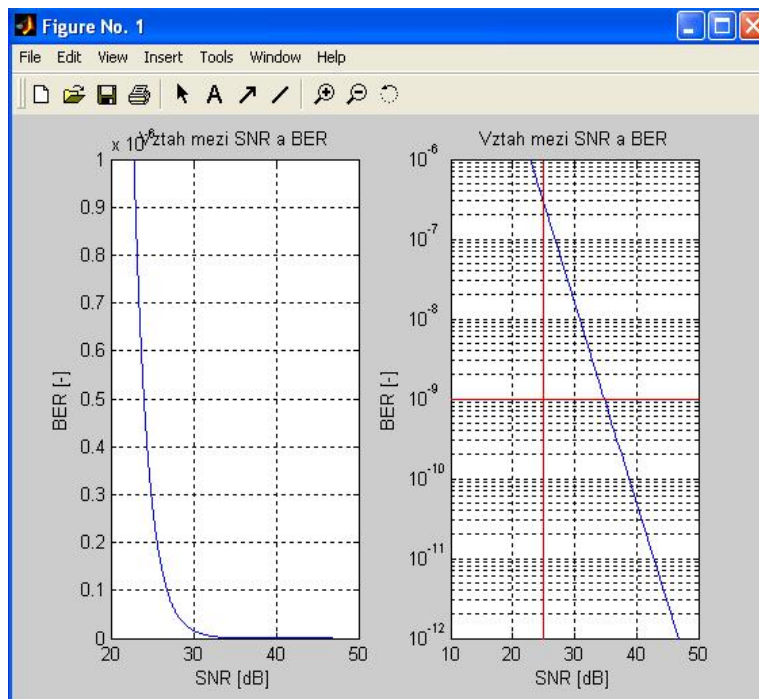 Figure No. 1
File Edit View Insert Tools Window Help
A
x 10^-6
Vztah mezi SNR a BER
1
0.9
0.8
0.7
0.6
0.5
0.4
0.3
0.2
0.1
0
BER [-]
20 30 40 50
SNR [dB]
Vztah mezi SNR a BER
10^-6
10^-7
10^-8
10^-9
10^-10
10^-11
10^-12
BER [-]
10 20 30 40 50
SNR [dB]